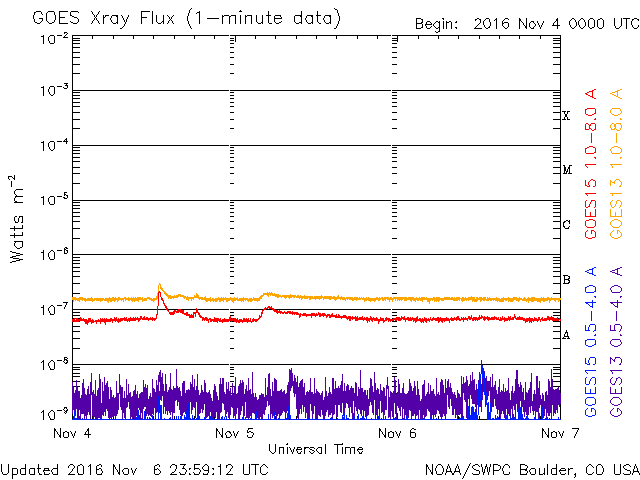 GOES Xray Flux (1-minute data)
Begin: 2016 Nov 4 0000 UTC
10⁻²
10⁻³
10⁻⁴
10⁻⁵
10⁻⁶
10⁻⁷
10⁻⁸
10⁻⁹
Watts m⁻²
X
M
C
B
A
GOES15 1.0-8.0 A
GOES13 1.0-8.0 A
GOES15 0.5-4.0 A
GOES13 0.5-4.0 A
Nov 4
Nov 5
Nov 6
Nov 7
Universal Time
Updated 2016 Nov 6 23:59:12 UTC
NOAA/SWPC Boulder, CO USA